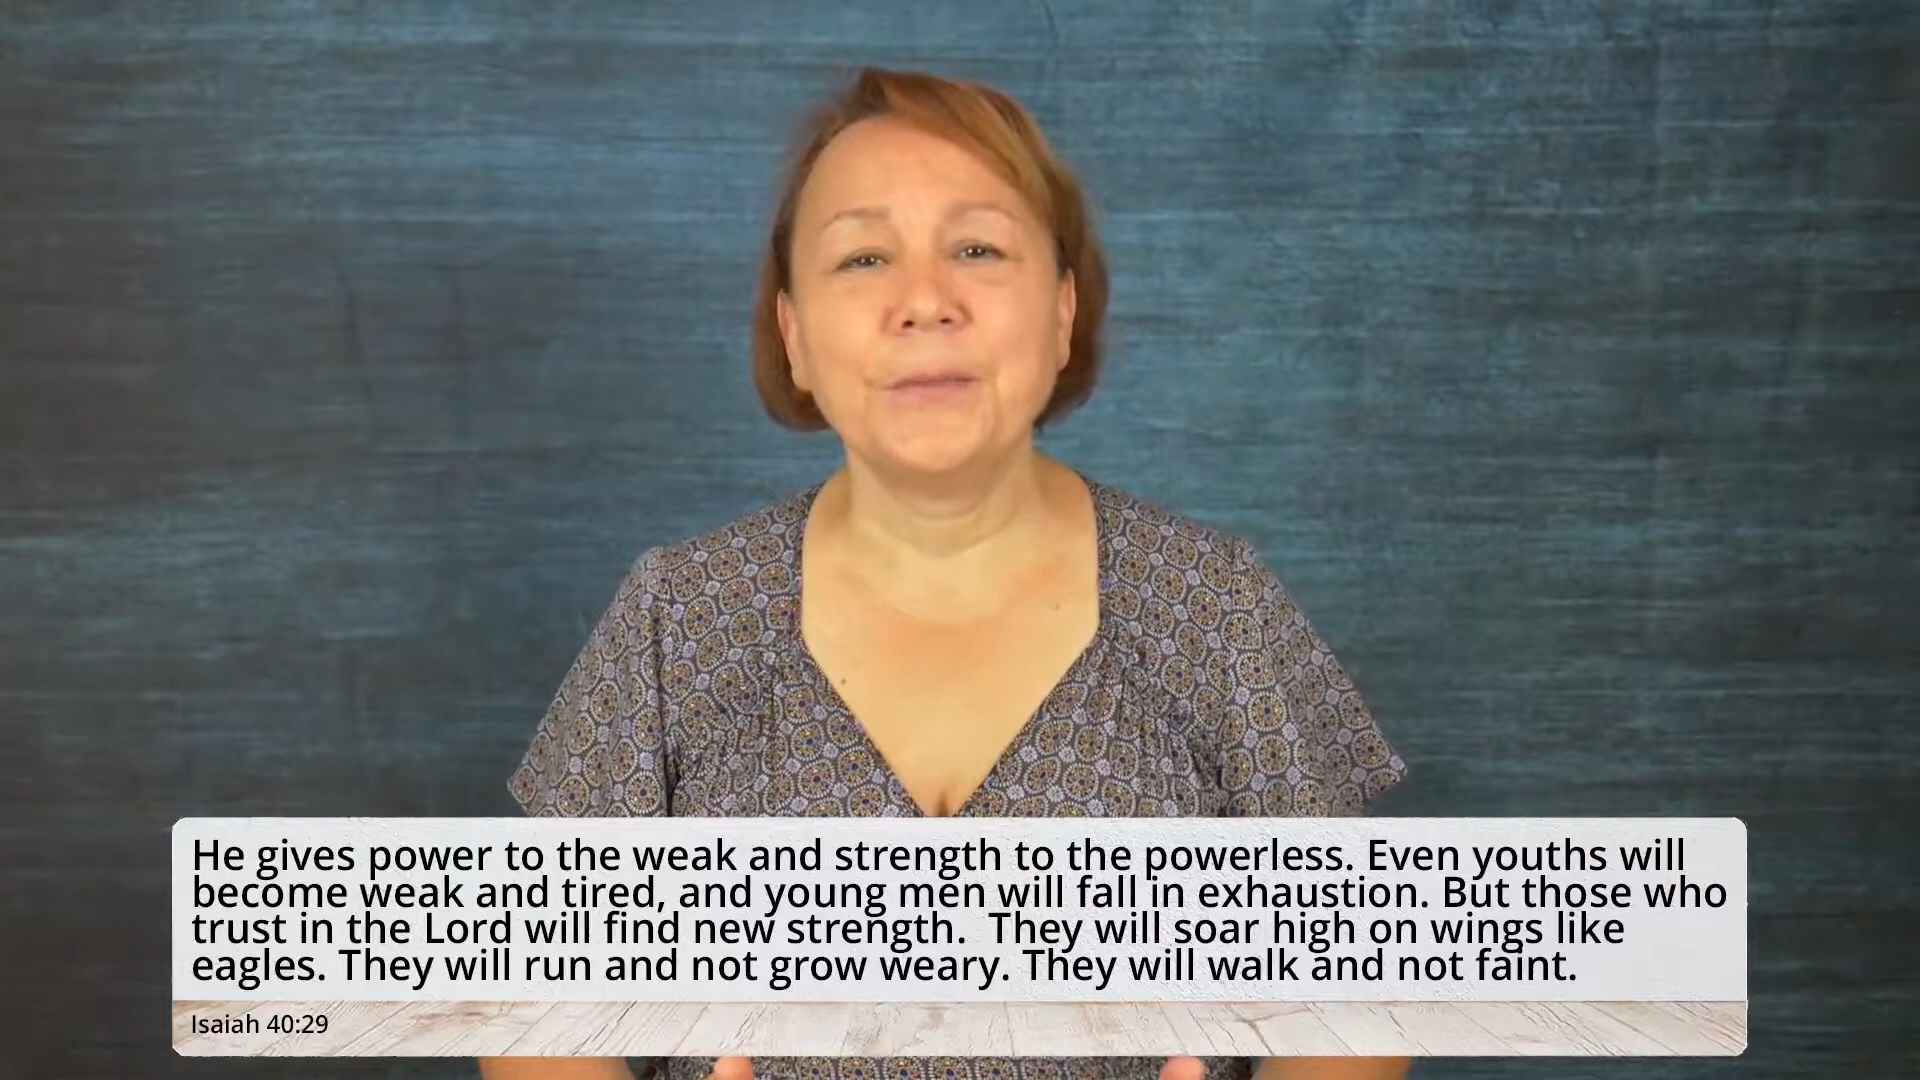 He gives power to the weak and strength to the powerless. Even youths will
become weak and tired, and young men will fall in exhaustion. But those who
trust in the Lord will find new strength.  They will soar high on wings like
eagles. They will run and not grow weary. They will walk and not faint.
Isaiah 40:29